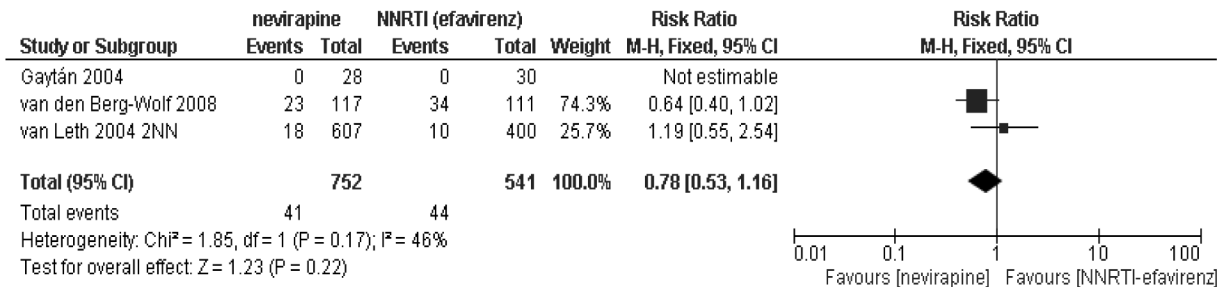 nevirapine NNRTI (efavirenz) Risk Ratio Risk Ratio
Study or Subgroup Events Total Events Total Weight M-H, Fixed, 95% CI M-H, Fixed, 95% CI
Gaytán 2004 0 28 0 30 Not estimable
van den Berg-Wolf 2008 23 117 34 111 74.3% 0.64 [0.40, 1.02]
van Leth 2004 2NN 18 607 10 400 25.7% 1.19 [0.55, 2.54]
Total (95% CI) 752 541 100.0% 0.78 [0.53, 1.16]
Total events 41 44
Heterogeneity: Chi² = 1.85, df = 1 (P = 0.17); I² = 46%
Test for overall effect: Z = 1.23 (P = 0.22)
0.01 0.1 1 10 100
Favours [nevirapine] Favours [NNRTI-efavirenz]